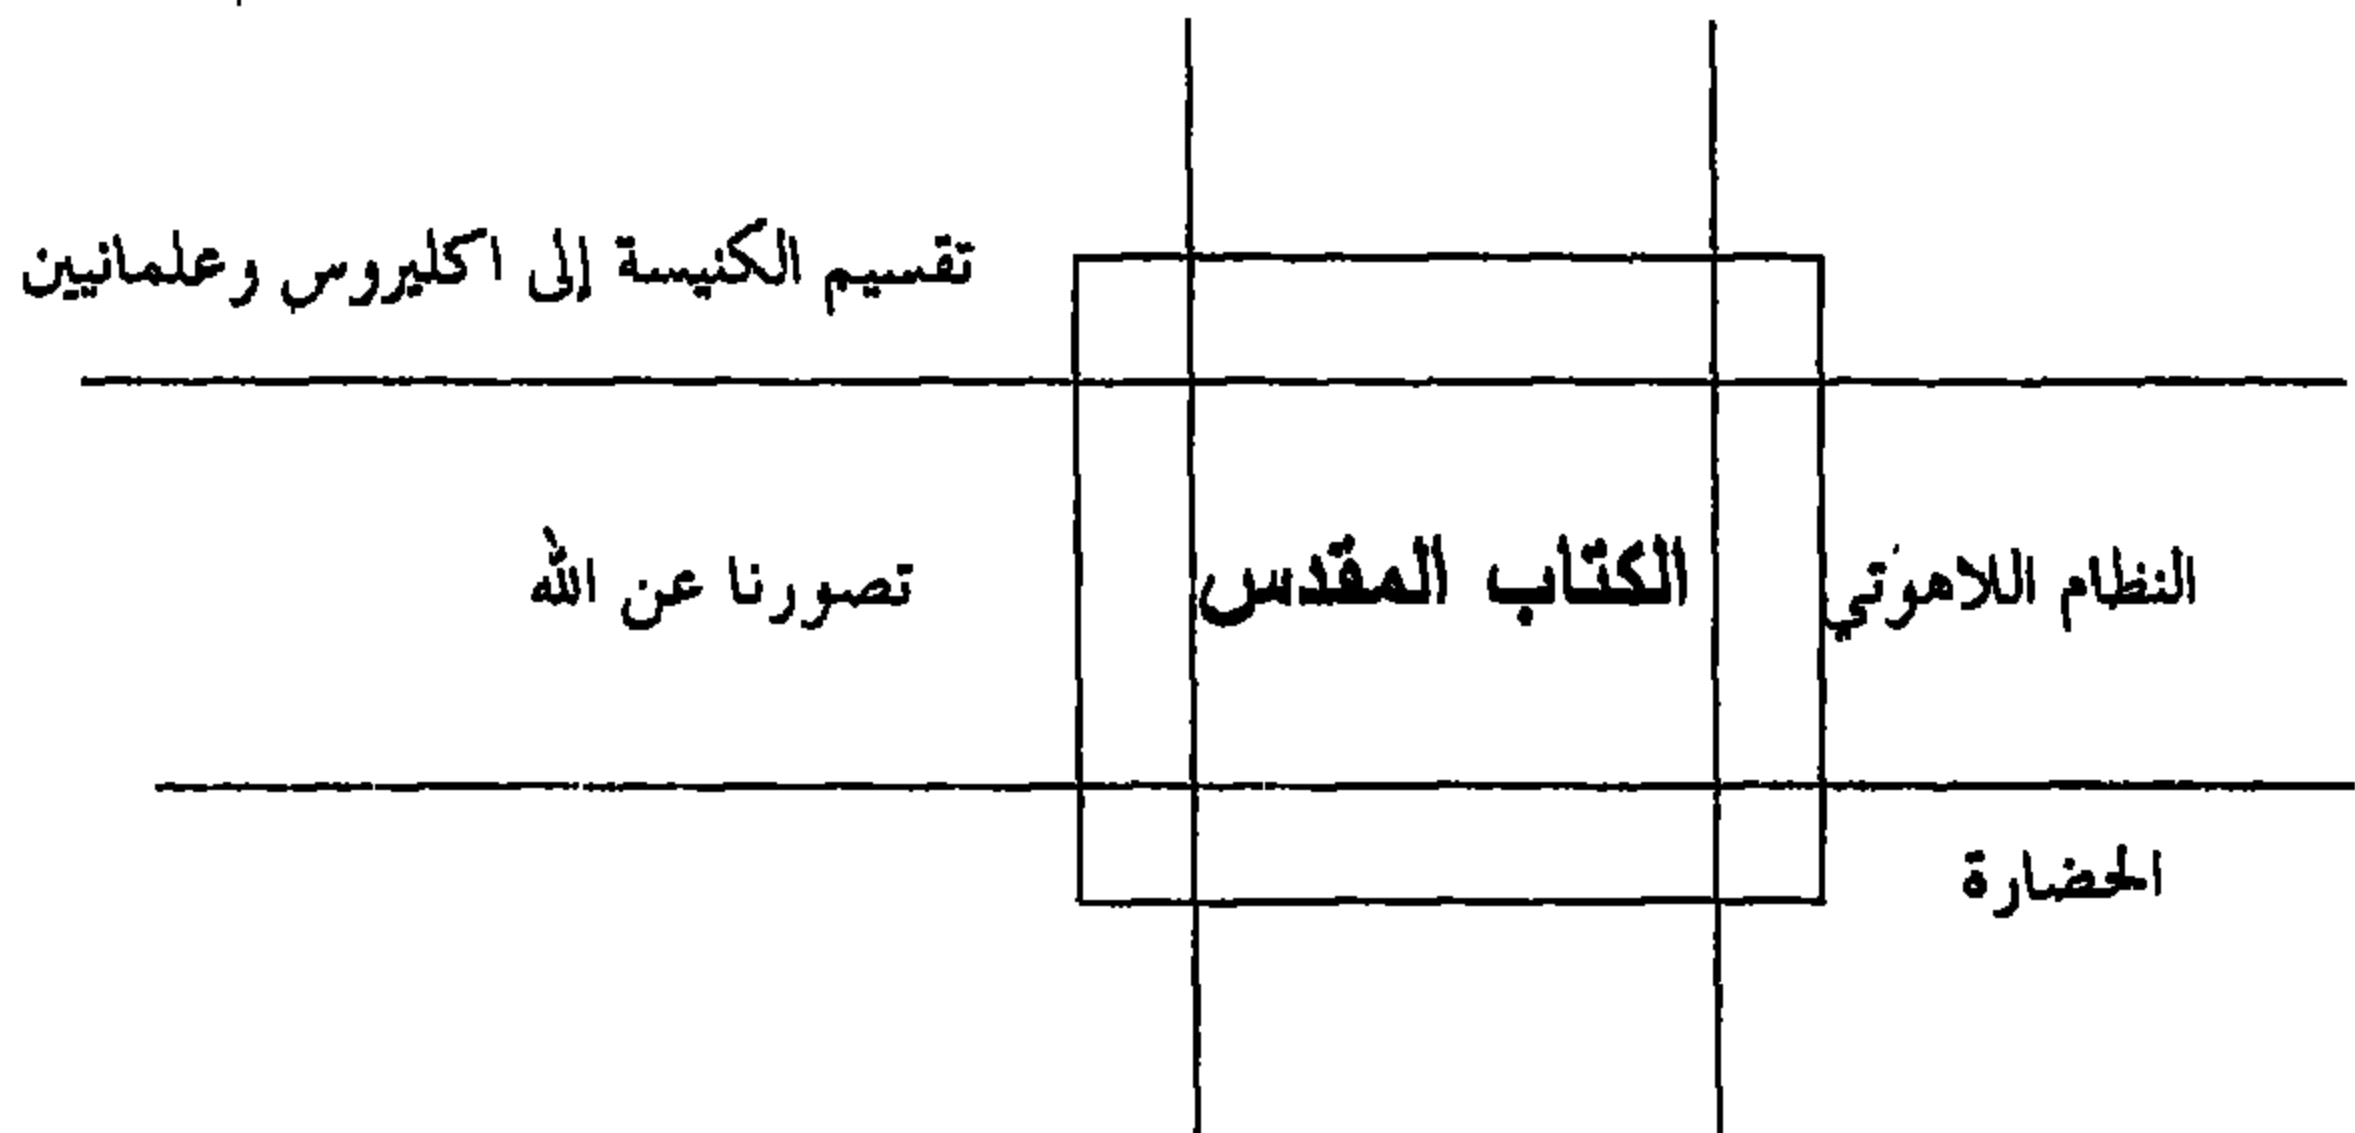 تقسيم الكنيسة إلى اكليروس وعلمانيين
النظام اللاهوتي
الكتاب المقدس
تصورنا عن الله
الحضارة